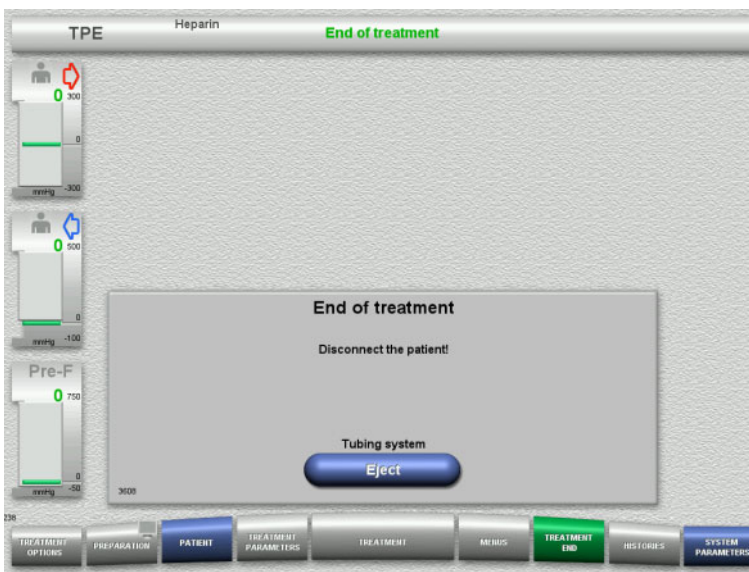 TPE
Heparin
End of treatment
0
300
0
mmHg
-300
0
500
0
mmHg
-100
Pre-F
0
750
0
mmHg
-50
End of treatment
Disconnect the patient!
Tubing system
Eject
3608
238
TREATMENT
OPTIONS
PREPARATION
PATIENT
TREATMENT
PARAMETERS
TREATMENT
MENUS
TREATMENT
END
HISTORIES
SYSTEM
PARAMETERS